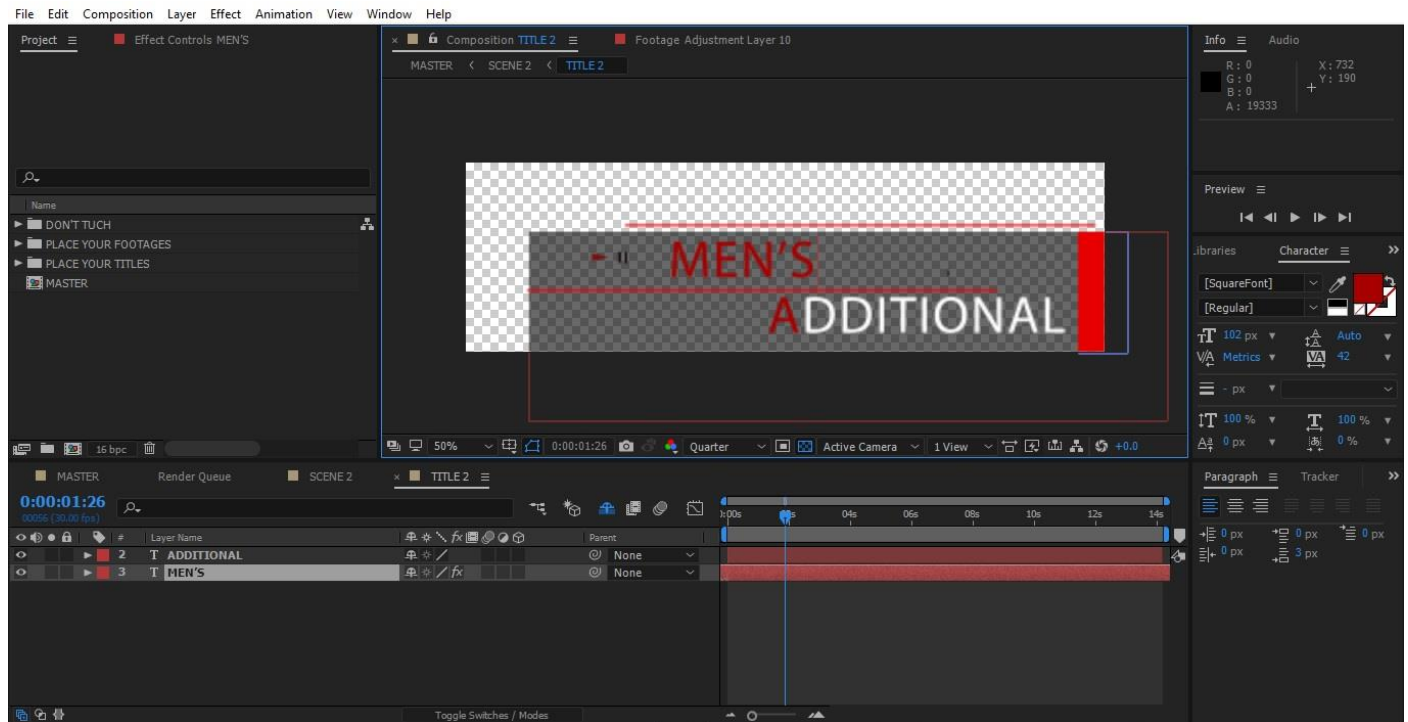 File Edit Composition Layer Effect Animation View Window Help
Project Effect Controls MEN'S
Composition TITLE 2 Footage Adjustment Layer 10
MASTER SCENE 2 TITLE 2
Info Audio
R : 0 X : 732
G : 0 Y : 190
B : 0
A : 19333
Name
DON'T TUCH
PLACE YOUR FOOTAGES
PLACE YOUR TITLES
MASTER
MEN'S
ADDITIONAL
Preview
Libraries Character
[SquareFont]
[Regular]
102 px Auto
Metrics 42
- px
100 % 100 %
0 px 0 %
16 bpc
50% 0:00:01:26 Quarter Active Camera 1 View +0.0
MASTER Render Queue SCENE 2 TITLE 2
Paragraph Tracker
0 px 0 px 0 px
0 px 3 px
0:00:01:26
00056 (30.00 fps)
04s 06s 08s 10s 12s 14s
# Layer Name Parent
2 T ADDITIONAL None
3 T MEN'S None
Toggle Switches / Modes